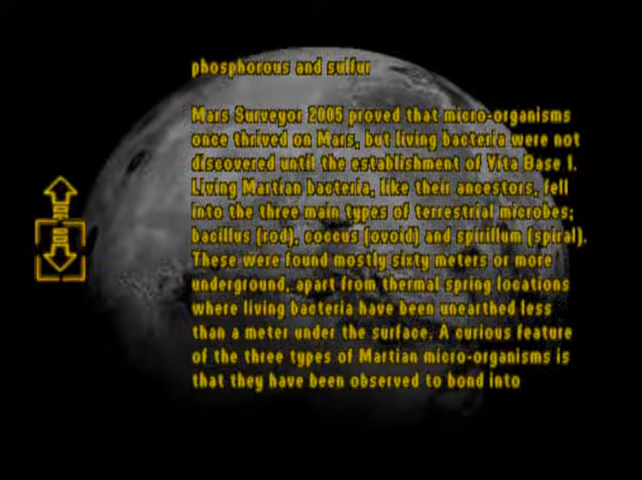 phosphorous and sulfur
Mars Surveyor 2005 proved that micro-organisms
once thrived on Mars, but living bacteria were not
discovered until the establishment of Vita Base 1.
Living Martian bacteria, like their ancestors, fell
into the three main types of terrestrial microbes;
bacillus (rod), coccus (ovoid) and spirillum (spiral).
These were found mostly sixty meters or more
underground, apart from thermal spring locations
where living bacteria have been unearthed less
than a meter under the surface. A curious feature
of the three types of Martian micro-organisms is
that they have been observed to bond into